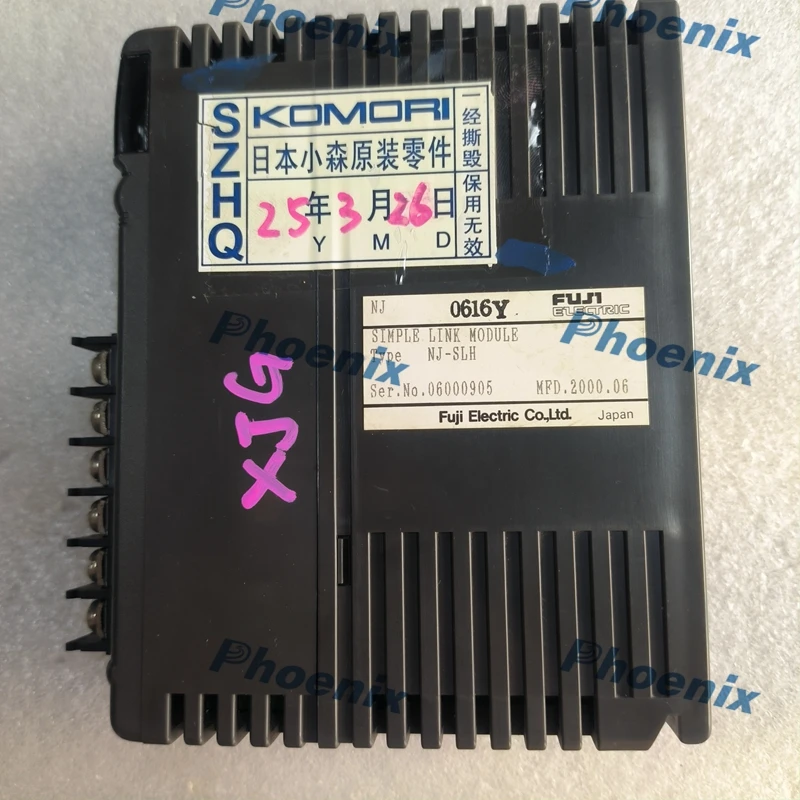 SZHQ
KOMORI
日本小森原装零件
25年3月26日
Y M D
一经撕毁 保用无效
NJ 0616Y FUJI ELECTRIC
SIMPLE LINK MODULE
Type NJ-SLH
Ser.No.06000905 MFD.2000.06
Fuji Electric Co.,Ltd. Japan
XJG
Phoenix
Phoenix
Phoenix
Phoenix
Phoenix
Phoenix